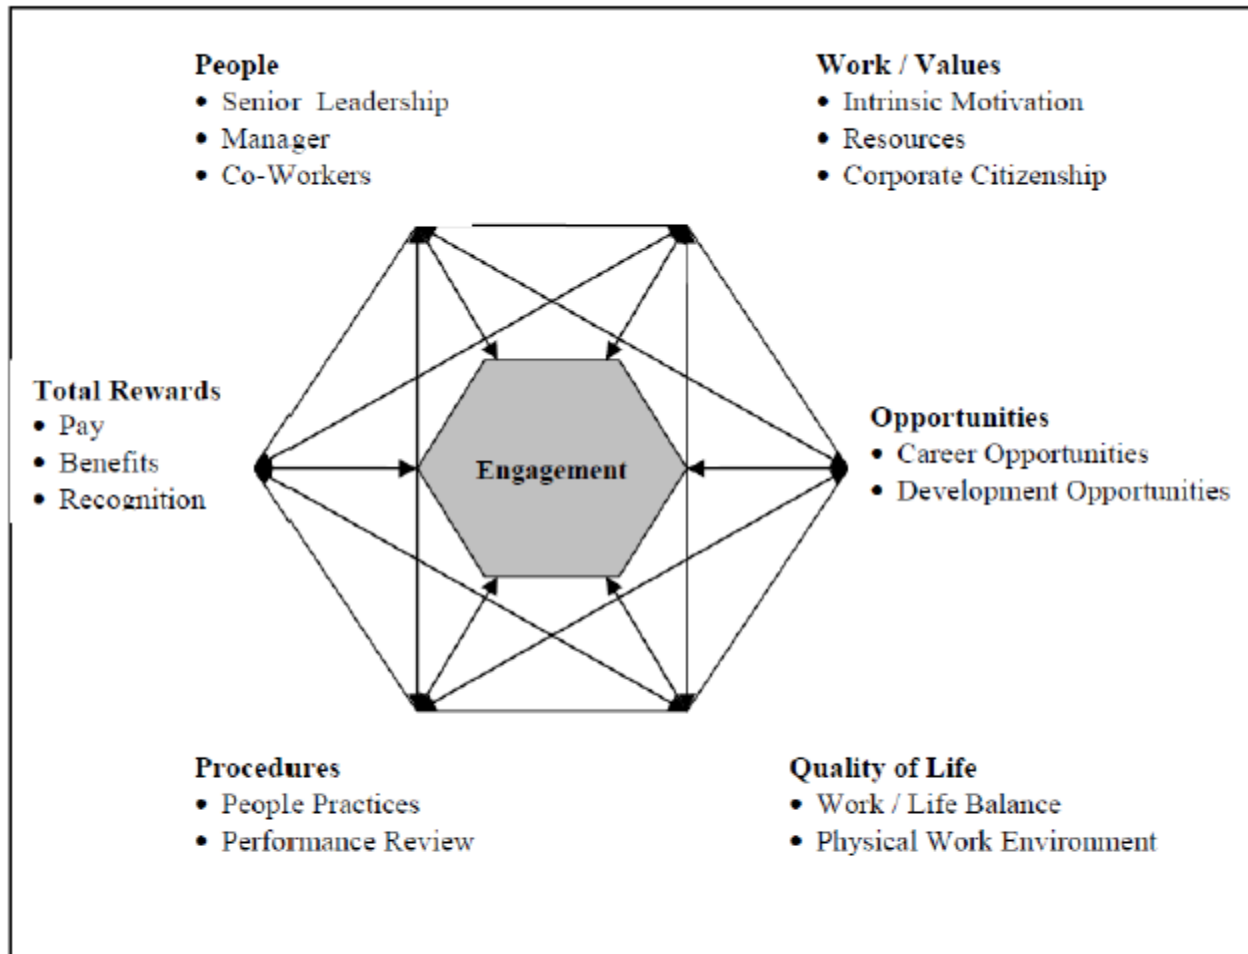 People
• Senior Leadership
• Manager
• Co-Workers
Work / Values
• Intrinsic Motivation
• Resources
• Corporate Citizenship
Total Rewards
• Pay
• Benefits
• Recognition
Engagement
Opportunities
• Career Opportunities
• Development Opportunities
Procedures
• People Practices
• Performance Review
Quality of Life
• Work / Life Balance
• Physical Work Environment